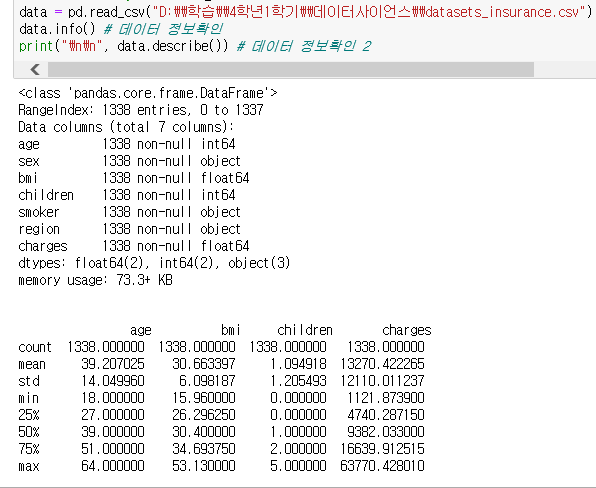 data = pd.read_csv("D:₩₩학습₩₩4학년1학기₩₩데이터사이언스₩₩datasets_insurance.csv")
data.info() # 데이터 정보확인
print("₩n₩n", data.describe()) # 데이터 정보확인 2
<class 'pandas.core.frame.DataFrame'>
RangeIndex: 1338 entries, 0 to 1337
Data columns (total 7 columns):
age 1338 non-null int64
sex 1338 non-null object
bmi 1338 non-null float64
children 1338 non-null int64
smoker 1338 non-null object
region 1338 non-null object
charges 1338 non-null float64
dtypes: float64(2), int64(2), object(3)
memory usage: 73.3+ KB
age bmi children charges
count 1338.000000 1338.000000 1338.000000 1338.000000
mean 39.207025 30.663397 1.094918 13270.422265
std 14.049960 6.098187 1.205493 12110.011237
min 18.000000 15.960000 0.000000 1121.873900
25% 27.000000 26.296250 0.000000 4740.287150
50% 39.000000 30.400000 1.000000 9382.033000
75% 51.000000 34.693750 2.000000 16639.912515
max 64.000000 53.130000 5.000000 63770.428010